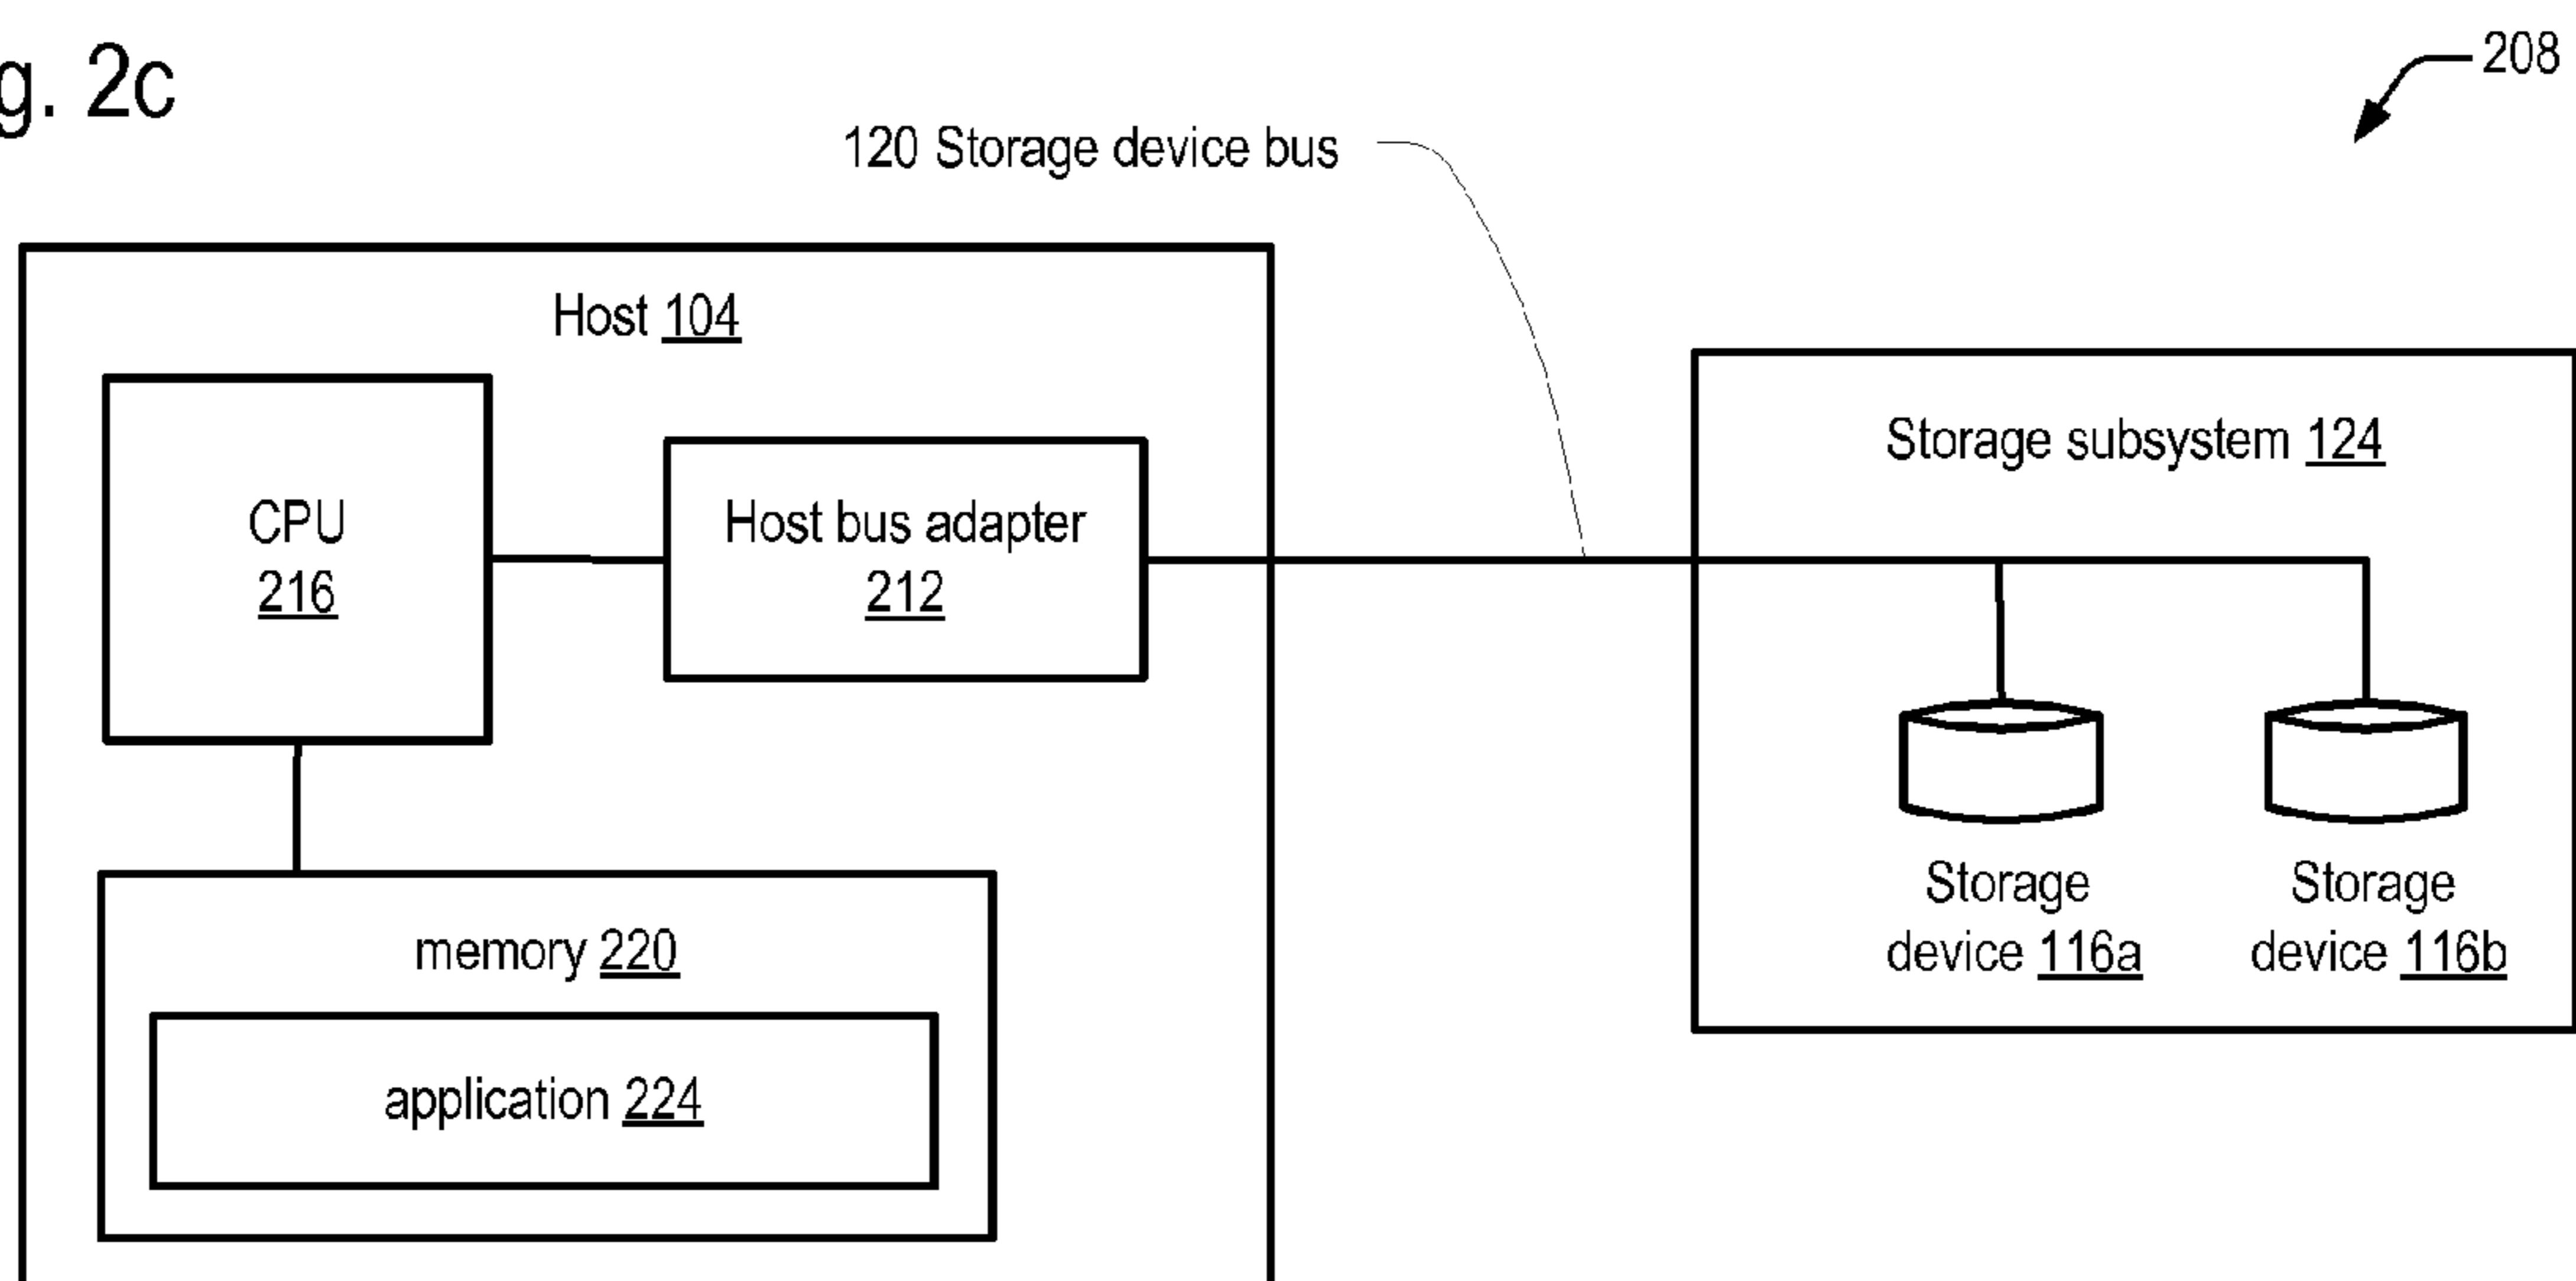 g. 2c
208
120 Storage device bus
Host 104
Storage subsystem 124
CPU
216
Host bus adapter
212
Storage
device 116a
Storage
device 116b
memory 220
application 224